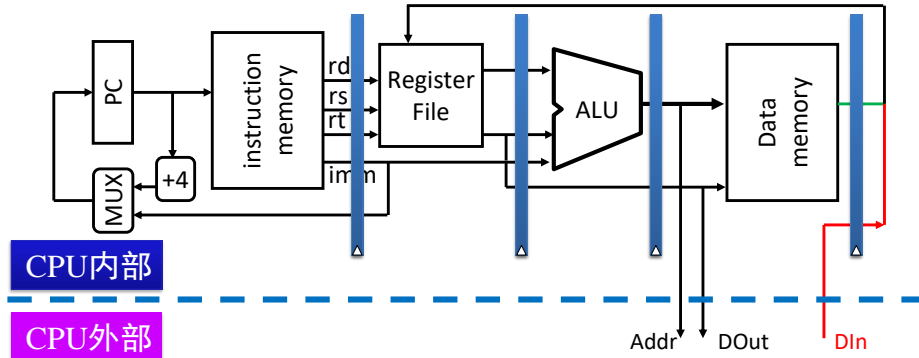 PC
MUX
+4
instruction
memory
rd
rs
rt
imm
Register
File
ALU
Data
memory
CPU内部
CPU外部
Addr
DOut
DIn